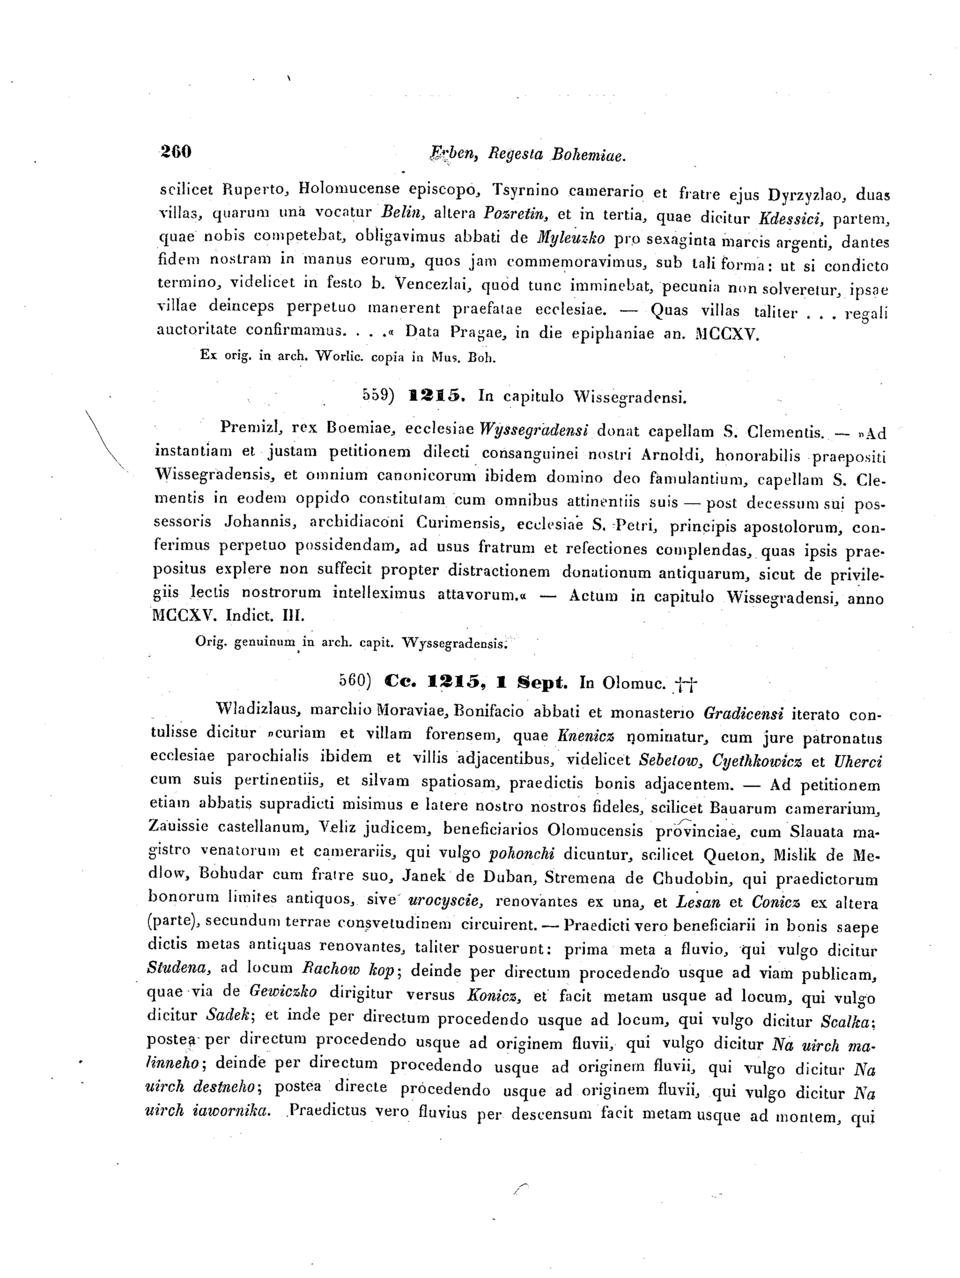 260 Erben, Regesta Bohemiae.
scilicet Ruperto, Holomucense episcopo, Tsyrnino camerario et fratre ejus Dyrzyzlao, duas
villas, quarum una vocatur Belin, altera Pozretin, et in tertia, quae dicitur Kdessici, partem,
quae nobis competebat, obligavimus abbati de Myleuzko pro sexaginta marcis argenti, dantes
fidem nostram in manus eorum, quos jam commemoravimus, sub tali forma: ut si condicto
termino, videlicet in festo b. Vencezlai, quod tunc imminebat, pecunia non solveretur, ipsae
villae deinceps perpetuo manerent praefatae ecclesiae. — Quas villas taliter . . . regali
auctoritate confirmamus. . . .« Data Pragae, in die epiphaniae an. MCCXV.
Ex orig. in arch. Worlic. copia in Mus. Boh.
559) 1215. In capitulo Wissegradensi.
Premizl, rex Boemiae, ecclesiae Wyssegradensi donat capellam S. Clementis. — »Ad
instantiam et justam petitionem dilecti consanguinei nostri Arnoldi, honorabilis praepositi
Wissegradensis, et omnium canonicorum ibidem domino deo famulantium, capellam S. Cle-
mentis in eodem oppido constitutam cum omnibus attinentiis suis — post decessum sui pos-
sessoris Johannis, archidiaconi Curimensis, ecclesiae S. Petri, principis apostolorum, con-
ferimus perpetuo possidendam, ad usus fratrum et refectiones complendas, quas ipsis prae-
positus explere non suffecit propter distractionem donationum antiquarum, sicut de privile-
giis lectis nostrorum intelleximus attavorum.« — Actum in capitulo Wissegradensi, anno
MCCXV. Indict. III.
Orig. genuinum in arch. capit. Wyssegradensis.
560) Cc. 1215, 1 Sept. In Olomuc. ††
Wladizlaus, marchio Moraviae, Bonifacio abbati et monasterio Gradicensi iterato con-
tulisse dicitur »curiam et villam forensem, quae Knenicz nominatur, cum jure patronatus
ecclesiae parochialis ibidem et villis adjacentibus, videlicet Sebetow, Cyethkowicz et Uherci
cum suis pertinentiis, et silvam spatiosam, praedictis bonis adjacentem. — Ad petitionem
etiam abbatis supradicti misimus e latere nostro nostros fideles, scilicet Bauarum camerarium,
Zauissie castellanum, Veliz judicem, beneficiarios Olomucensis provinciae, cum Slauata ma-
gistro venatorum et camerariis, qui vulgo pohonchi dicuntur, scilicet Queton, Mislik de Me-
dlow, Bohudar cum fratre suo, Janek de Duban, Stremena de Chudobin, qui praedictorum
bonorum limites antiquos, sive urocyscie, renovantes ex una, et Lesan et Conicz ex altera
(parte), secundum terrae consvetudinem circuirent. — Praedicti vero beneficiarii in bonis saepe
dictis metas antiquas renovantes, taliter posuerunt: prima meta a fluvio, qui vulgo dicitur
Studena, ad locum Rachow kop; deinde per directum procedendo usque ad viam publicam,
quae via de Gewiczko dirigitur versus Konicz, et facit metam usque ad locum, qui vulgo
dicitur Sadek; et inde per directum procedendo usque ad locum, qui vulgo dicitur Scalka;
postea per directum procedendo usque ad originem fluvii, qui vulgo dicitur Na uirch ma-
linneho; deinde per directum procedendo usque ad originem fluvii, qui vulgo dicitur Na
uirch destneho; postea directe procedendo usque ad originem fluvii, qui vulgo dicitur Na
uirch iawornika. Praedictus vero fluvius per descensum facit metam usque ad montem, qui